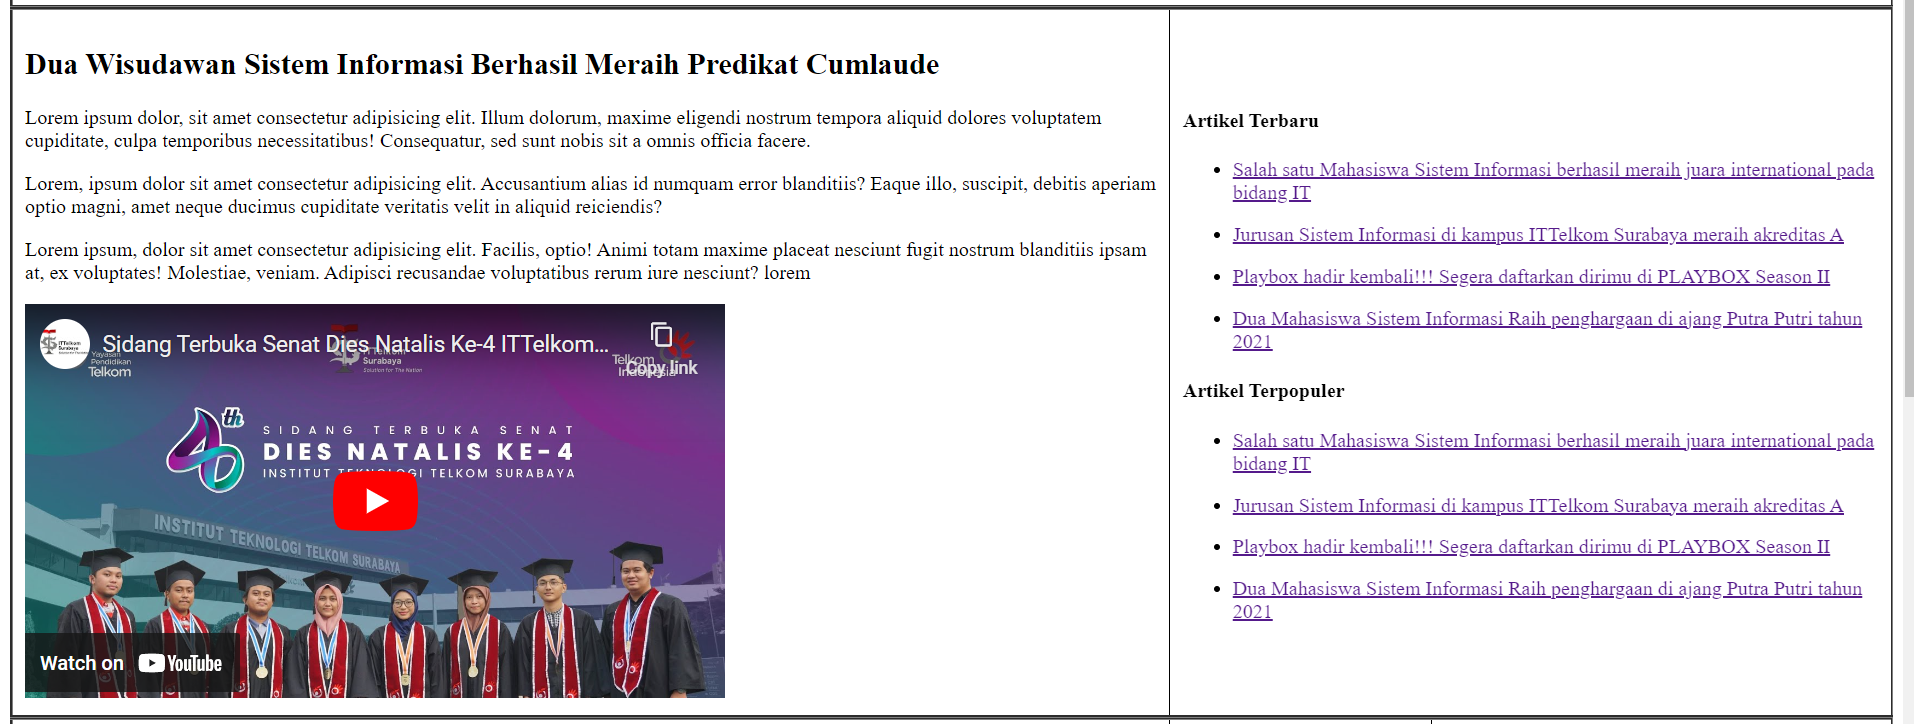 Dua Wisudawan Sistem Informasi Berhasil Meraih Predikat Cumlaude
Lorem ipsum dolor, sit amet consectetur adipisicing elit. Illum dolorum, maxime eligendi nostrum tempora aliquid dolores voluptatem
cupiditate, culpa temporibus necessitatibus! Consequatur, sed sunt nobis sit a omnis officia facere.
Lorem, ipsum dolor sit amet consectetur adipisicing elit. Accusantium alias id numquam error blanditiis? Eaque illo, suscipit, debitis aperiam
optio magni, amet neque ducimus cupiditate veritatis velit in aliquid reiciendis?
Lorem ipsum, dolor sit amet consectetur adipisicing elit. Facilis, optio! Animi totam maxime placeat nesciunt fugit nostrum blanditiis ipsam
at, ex voluptates! Molestiae, veniam. Adipisci recusandae voluptatibus rerum iure nesciunt? lorem
ITTelkom
Surabaya
Sidang Terbuka Senat Dies Natalis Ke-4 ITTelkom...
Copy link
Yayasan
Pendidikan
Telkom
ITTelkom
Surabaya
Solution for The Nation
Telkom
Indonesia
4th
SIDANG TERBUKA SENAT
DIES NATALIS KE-4
INSTITUT TEKNOLOGI TELKOM SURABAYA
INSTITUT TEKNOLOGI TELKOM SURABAYA
Watch on YouTube
Artikel Terbaru
Salah satu Mahasiswa Sistem Informasi berhasil meraih juara international pada
bidang IT
Jurusan Sistem Informasi di kampus ITTelkom Surabaya meraih akreditas A
Playbox hadir kembali!!! Segera daftarkan dirimu di PLAYBOX Season II
Dua Mahasiswa Sistem Informasi Raih penghargaan di ajang Putra Putri tahun
2021
Artikel Terpopuler
Salah satu Mahasiswa Sistem Informasi berhasil meraih juara international pada
bidang IT
Jurusan Sistem Informasi di kampus ITTelkom Surabaya meraih akreditas A
Playbox hadir kembali!!! Segera daftarkan dirimu di PLAYBOX Season II
Dua Mahasiswa Sistem Informasi Raih penghargaan di ajang Putra Putri tahun
2021